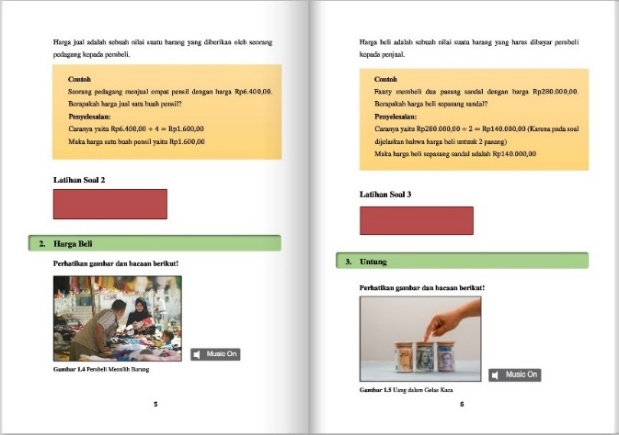 Harga jual adalah sebuah nilai suatu barang yang diberikan oleh seorang
pedagang kepada pembeli.
Contoh
Seorang pedagang menjual empat pensil dengan harga Rp6.400,00.
Berapakah harga jual satu buah pensil?
Penyelesaian:
Caranya yaitu Rp6.400,00 ÷ 4 = Rp1.600,00
Maka harga satu buah pensil yaitu Rp1.600,00
Latihan Soal 2
2. Harga Beli
Perhatikan gambar dan bacaan berikut!
Music On
Gambar 1.4 Pembeli Memilih Barang
5
Harga beli adalah sebuah nilai suatu barang yang harus dibayar pembeli
kepada penjual.
Contoh
Fauzy membeli dua pasang sandal dengan harga Rp280.000,00.
Berapakah harga beli sepasang sandal?
Penyelesaian:
Caranya yaitu Rp280.000,00 ÷ 2 = Rp140.000,00 (Karena pada soal
dijelaskan bahwa harga beli untuk 2 pasang)
Maka harga beli sepasang sandal adalah Rp140.000,00
Latihan Soal 3
3. Untung
Perhatikan gambar dan bacaan berikut!
Music On
Gambar 1.5 Uang dalam Gelas Kaca
6